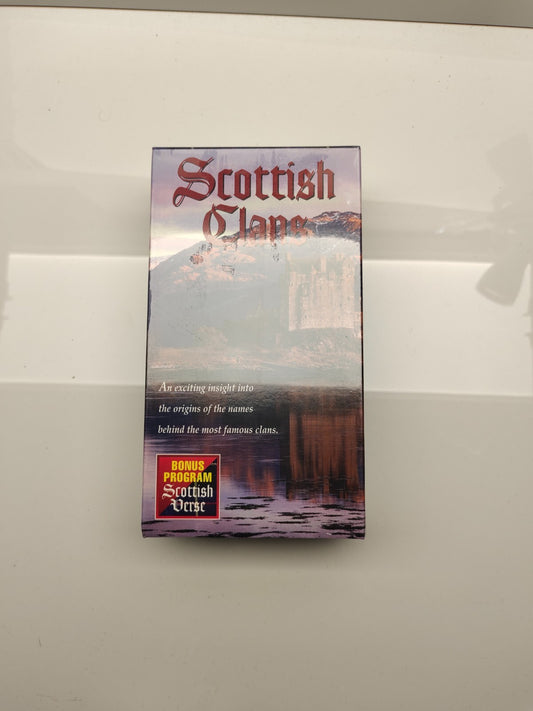 Scottish
Clans
An exciting insight into
the origins of the names
behind the most famous clans.
BONUS
PROGRAM
Scottish
Verse